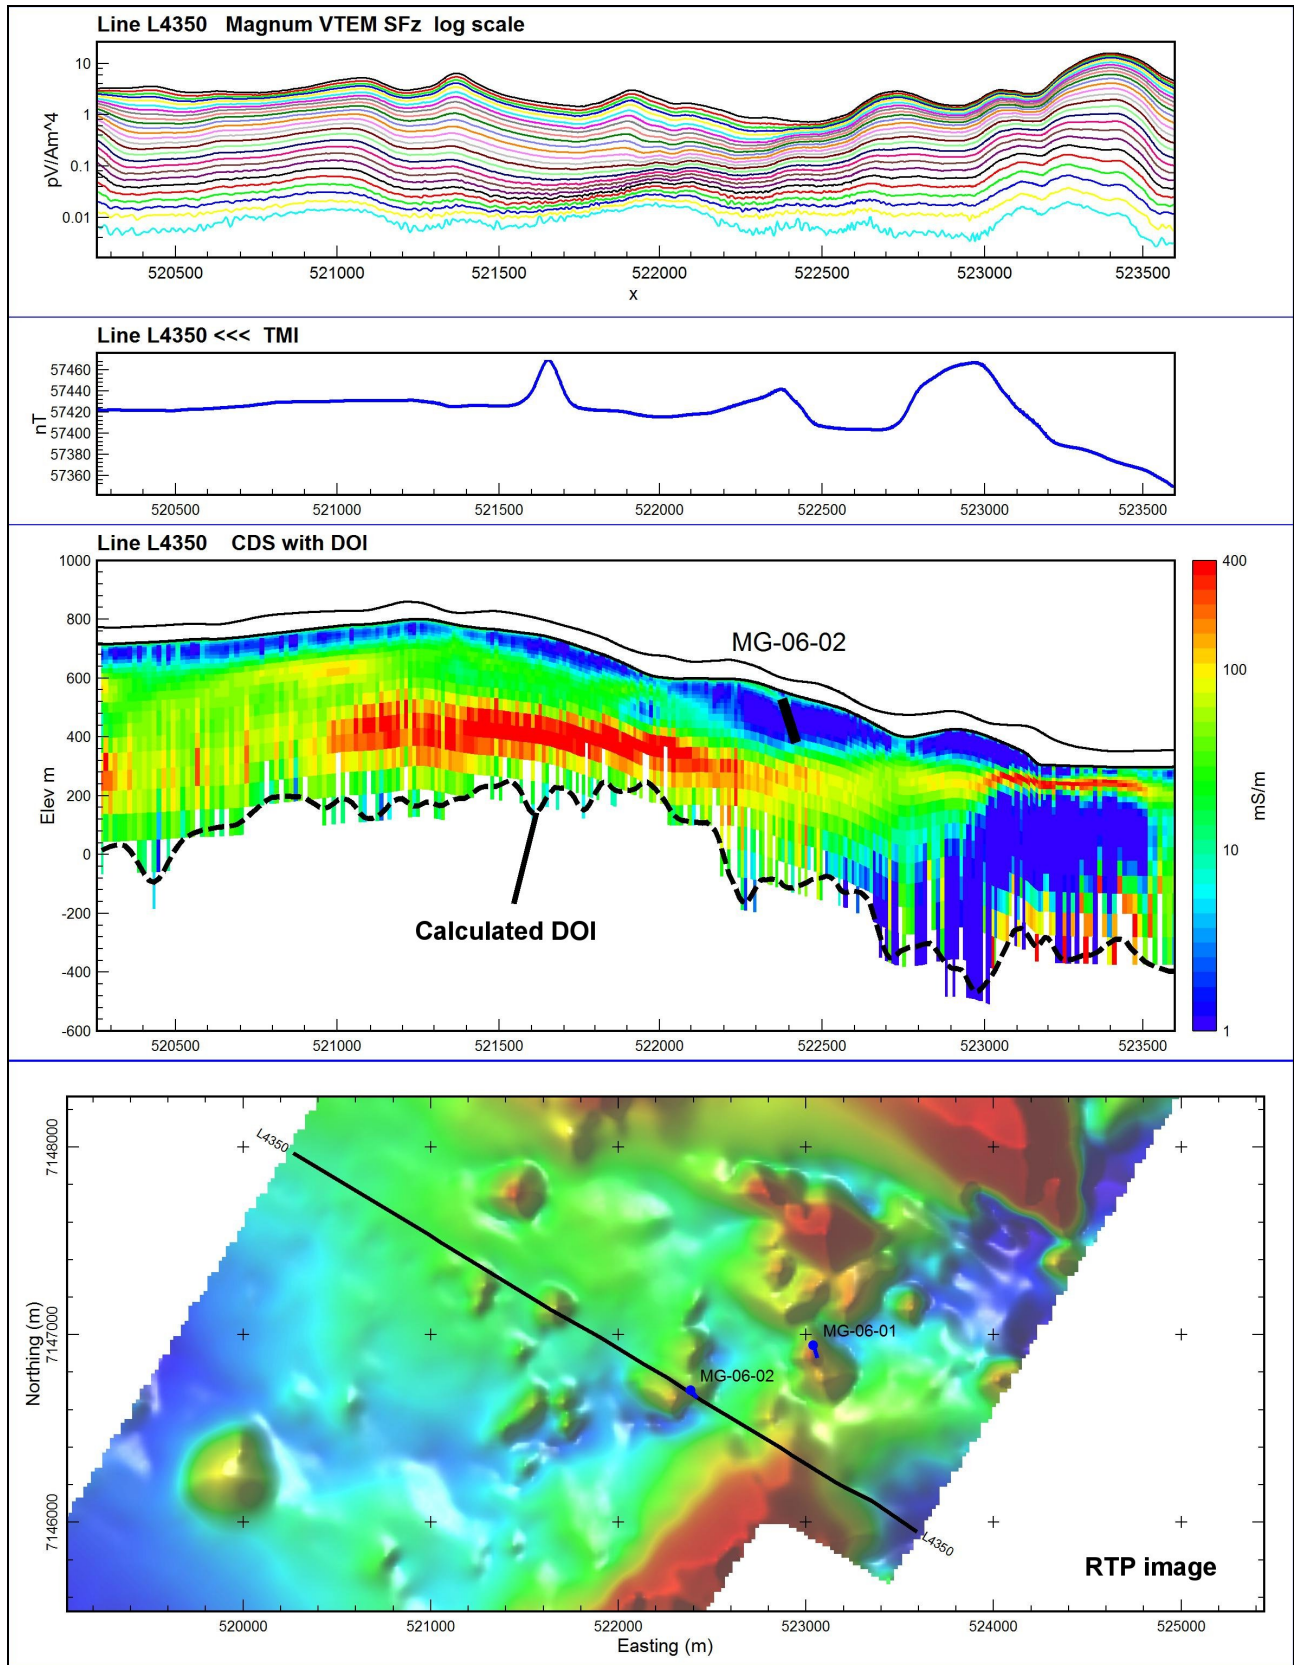 Line L4350 Magnum VTEM SFz log scale
pV/Am^4
10
1
0.1
0.01
520500 521000 521500 522000 522500 523000 523500
x
Line L4350 <<< TMI
nT
57460
57440
57420
57400
57380
57360
520500 521000 521500 522000 522500 523000 523500
Line L4350 CDS with DOI
Elev m
1000
800
600
400
200
0
-200
-400
-600
MG-06-02
Calculated DOI
400
100
10
1
mS/m
520500 521000 521500 522000 522500 523000 523500
Northing (m)
7148000
7147000
7146000
L4350
MG-06-01
MG-06-02
L4350
RTP image
520000 521000 522000 523000 524000 525000
Easting (m)